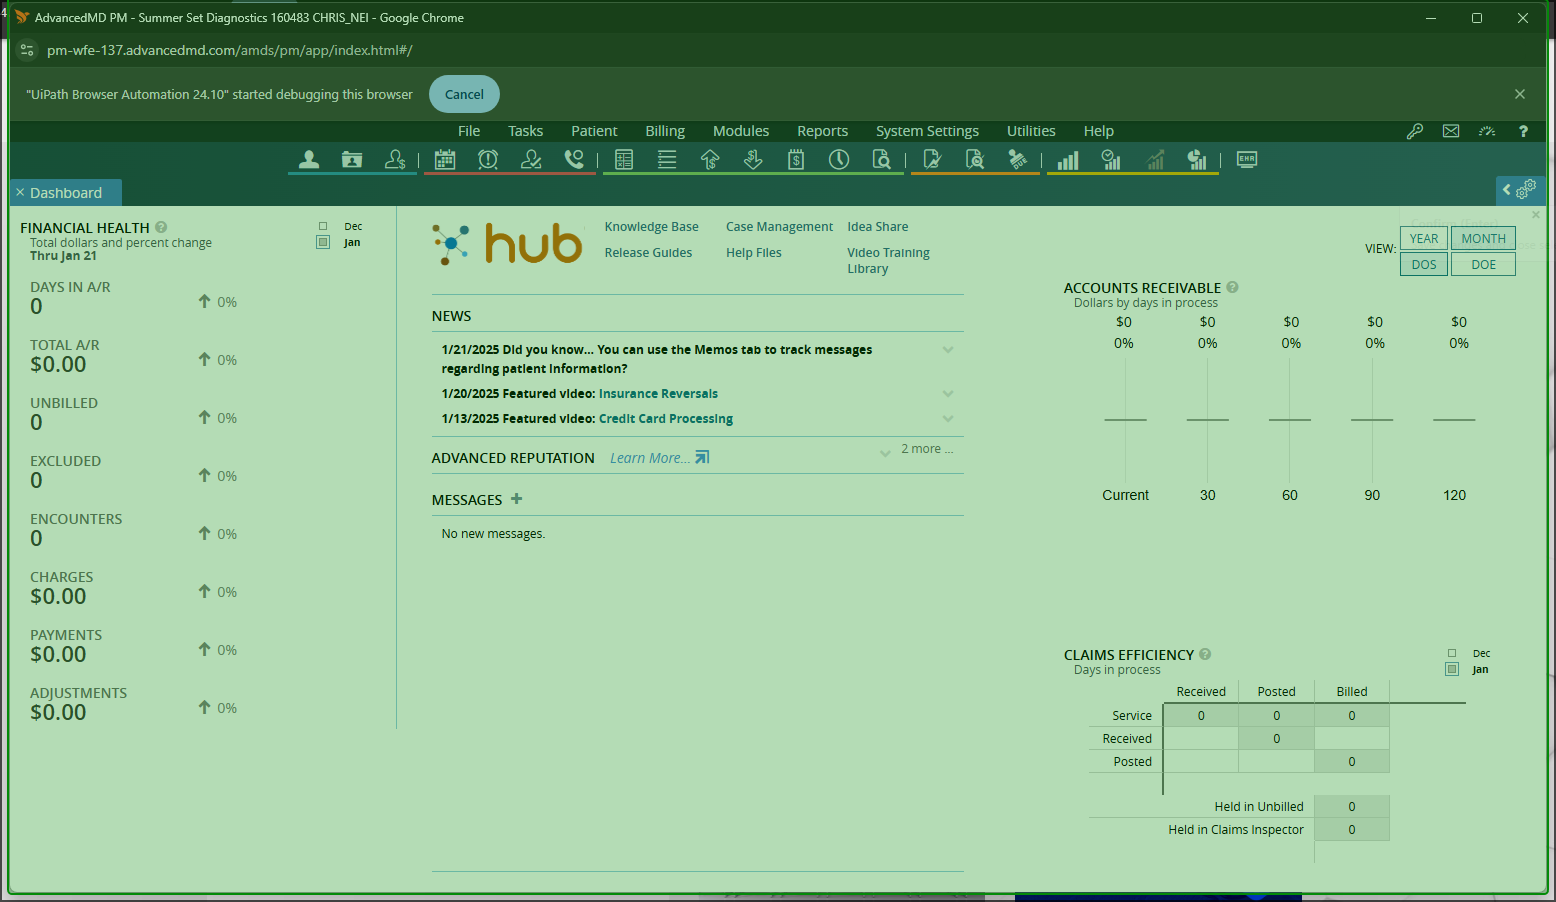 AdvancedMD PM - Summer Set Diagnostics 160483 CHRIS_NEI - Google Chrome
pm-wfe-137.advancedmd.com/amds/pm/app/index.html#/
"UiPath Browser Automation 24.10" started debugging this browser
Cancel
File Tasks Patient Billing Modules Reports System Settings Utilities Help
EHR
Dashboard
FINANCIAL HEALTH
Total dollars and percent change
Thru Jan 21
Dec
Jan
DAYS IN A/R
0
0%
TOTAL A/R
$0.00
0%
UNBILLED
0
0%
EXCLUDED
0
0%
ENCOUNTERS
0
0%
CHARGES
$0.00
0%
PAYMENTS
$0.00
0%
ADJUSTMENTS
$0.00
0%
hub
Knowledge Base Case Management Idea Share
Release Guides Help Files Video Training
Library
NEWS
1/21/2025 Did you know... You can use the Memos tab to track messages
regarding patient information?
1/20/2025 Featured video: Insurance Reversals
1/13/2025 Featured video: Credit Card Processing
2 more ...
ADVANCED REPUTATION Learn More...
MESSAGES
No new messages.
VIEW: YEAR MONTH
DOS DOE
ACCOUNTS RECEIVABLE
Dollars by days in process
$0 $0 $0 $0 $0
0% 0% 0% 0% 0%
Current 30 60 90 120
CLAIMS EFFICIENCY
Days in process
Dec
Jan
Received Posted Billed
Service 0 0 0
Received 0
Posted 0
Held in Unbilled 0
Held in Claims Inspector 0